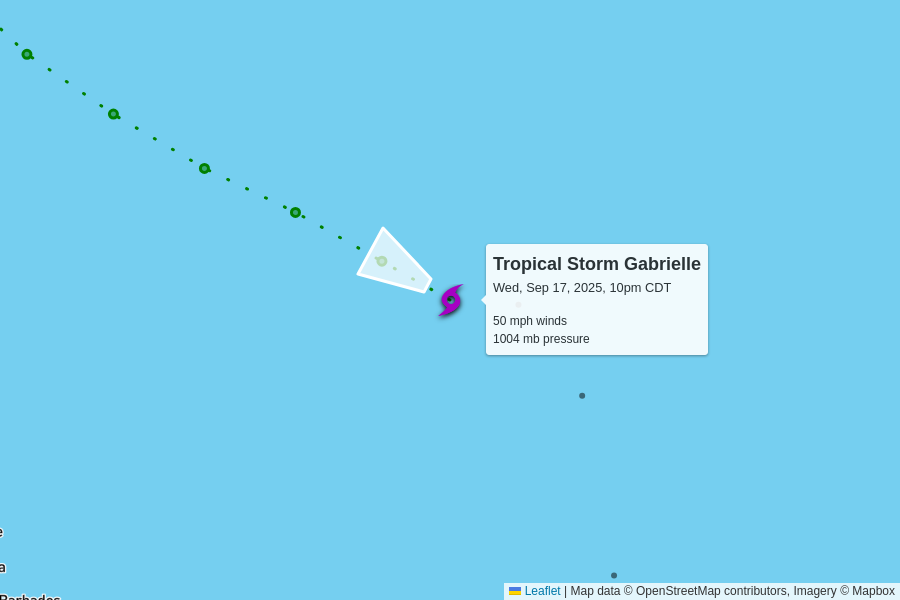 Tropical Storm Gabrielle
Wed, Sep 17, 2025, 10pm CDT
50 mph winds
1004 mb pressure
e
a
Barbados
Leaflet | Map data © OpenStreetMap contributors, Imagery © Mapbox